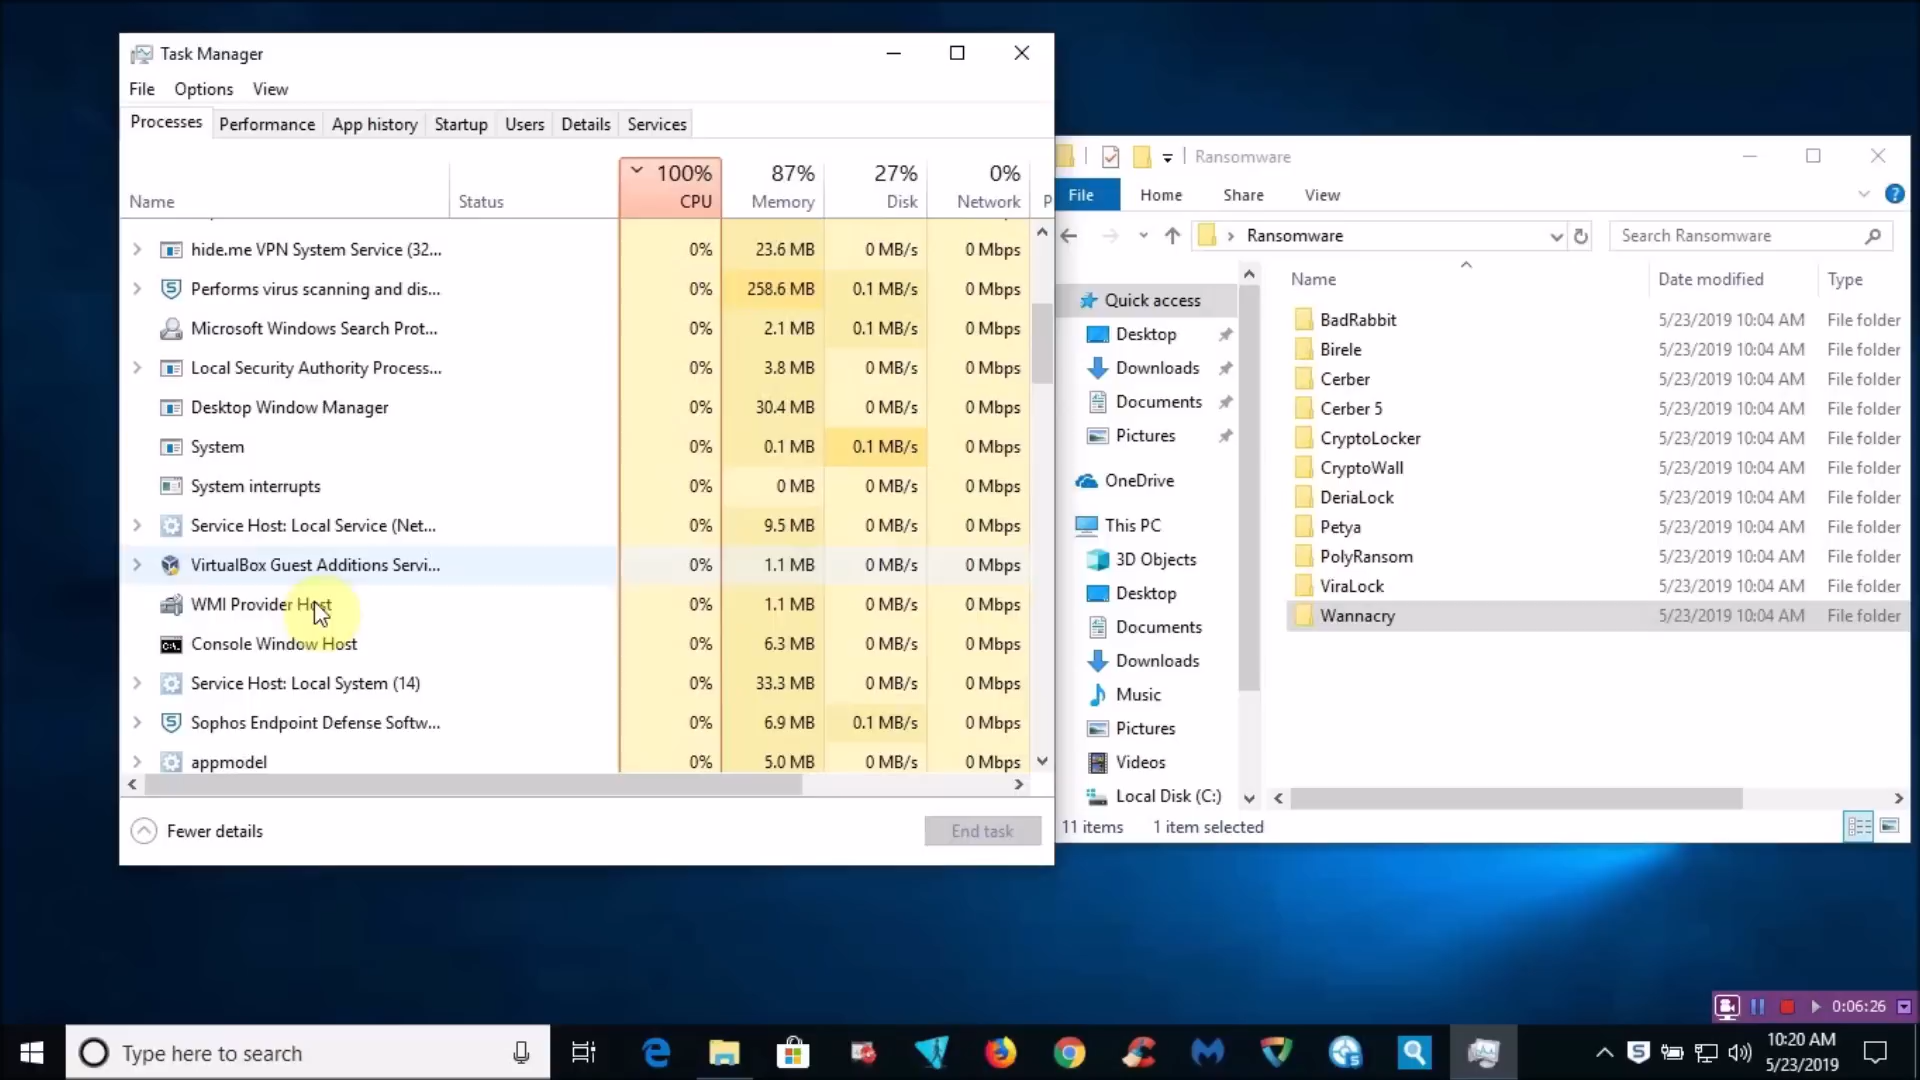 Task Manager
File Options View
Processes Performance App history Startup Users Details Services
100% 87% 27% 0%
Name Status CPU Memory Disk Network P
hide.me VPN System Service (32... 0% 23.6 MB 0 MB/s 0 Mbps
Performs virus scanning and dis... 0% 258.6 MB 0.1 MB/s 0 Mbps
Microsoft Windows Search Prot... 0% 2.1 MB 0.1 MB/s 0 Mbps
Local Security Authority Process... 0% 3.8 MB 0 MB/s 0 Mbps
Desktop Window Manager 0% 30.4 MB 0 MB/s 0 Mbps
System 0% 0.1 MB 0.1 MB/s 0 Mbps
System interrupts 0% 0 MB 0 MB/s 0 Mbps
Service Host: Local Service (Net... 0% 9.5 MB 0 MB/s 0 Mbps
VirtualBox Guest Additions Servi... 0% 1.1 MB 0 MB/s 0 Mbps
WMI Provider Host 0% 1.1 MB 0 MB/s 0 Mbps
Console Window Host 0% 6.3 MB 0 MB/s 0 Mbps
Service Host: Local System (14) 0% 33.3 MB 0 MB/s 0 Mbps
Sophos Endpoint Defense Softw... 0% 6.9 MB 0.1 MB/s 0 Mbps
appmodel 0% 5.0 MB 0 MB/s 0 Mbps
Fewer details End task
Ransomware
File Home Share View
Ransomware Search Ransomware
Quick access
Desktop
Downloads
Documents
Pictures
OneDrive
This PC
3D Objects
Desktop
Documents
Downloads
Music
Pictures
Videos
Local Disk (C:)
Name Date modified Type
BadRabbit 5/23/2019 10:04 AM File folder
Birele 5/23/2019 10:04 AM File folder
Cerber 5/23/2019 10:04 AM File folder
Cerber 5 5/23/2019 10:04 AM File folder
CryptoLocker 5/23/2019 10:04 AM File folder
CryptoWall 5/23/2019 10:04 AM File folder
DeriaLock 5/23/2019 10:04 AM File folder
Petya 5/23/2019 10:04 AM File folder
PolyRansom 5/23/2019 10:04 AM File folder
ViraLock 5/23/2019 10:04 AM File folder
Wannacry 5/23/2019 10:04 AM File folder
11 items 1 item selected
0:06:26
Type here to search
10:20 AM
5/23/2019